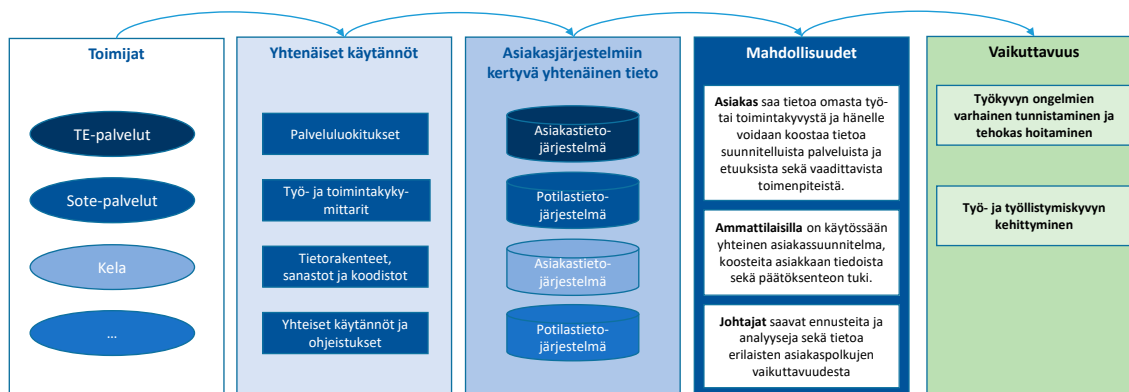 Toimijat
TE-palvelut
Sote-palvelut
Kela
...
Yhtenäiset käytännöt
Palveluluokitukset
Työ- ja toimintakyky-
mittarit
Tietorakenteet,
sanastot ja koodistot
Yhteiset käytännöt ja
ohjeistukset
Asiakasjärjestelmiin
kertyvä yhtenäinen tieto
Asiakastieto-
järjestelmä
Potilastieto-
järjestelmä
Asiakastieto-
järjestelmä
Potilastieto-
järjestelmä
Mahdollisuudet
Asiakas saa tietoa omasta työ-
tai toimintakyvystä ja hänelle
voidaan koostaa tietoa
suunnitelluista palveluista ja
etuuksista sekä vaadittavista
toimenpiteistä.
Ammattilaisilla on käytössään
yhteinen asiakassuunnitelma,
koosteita asiakkaan tiedoista
sekä päätöksenteon tuki.
Johtajat saavat ennusteita ja
analyyseja sekä tietoa
erilaisten asiakaspolkujen
vaikuttavuudesta
Vaikuttavuus
Työkyvyn ongelmien
varhainen tunnistaminen ja
tehokas hoitaminen
Työ- ja työllistymiskyvyn
kehittyminen